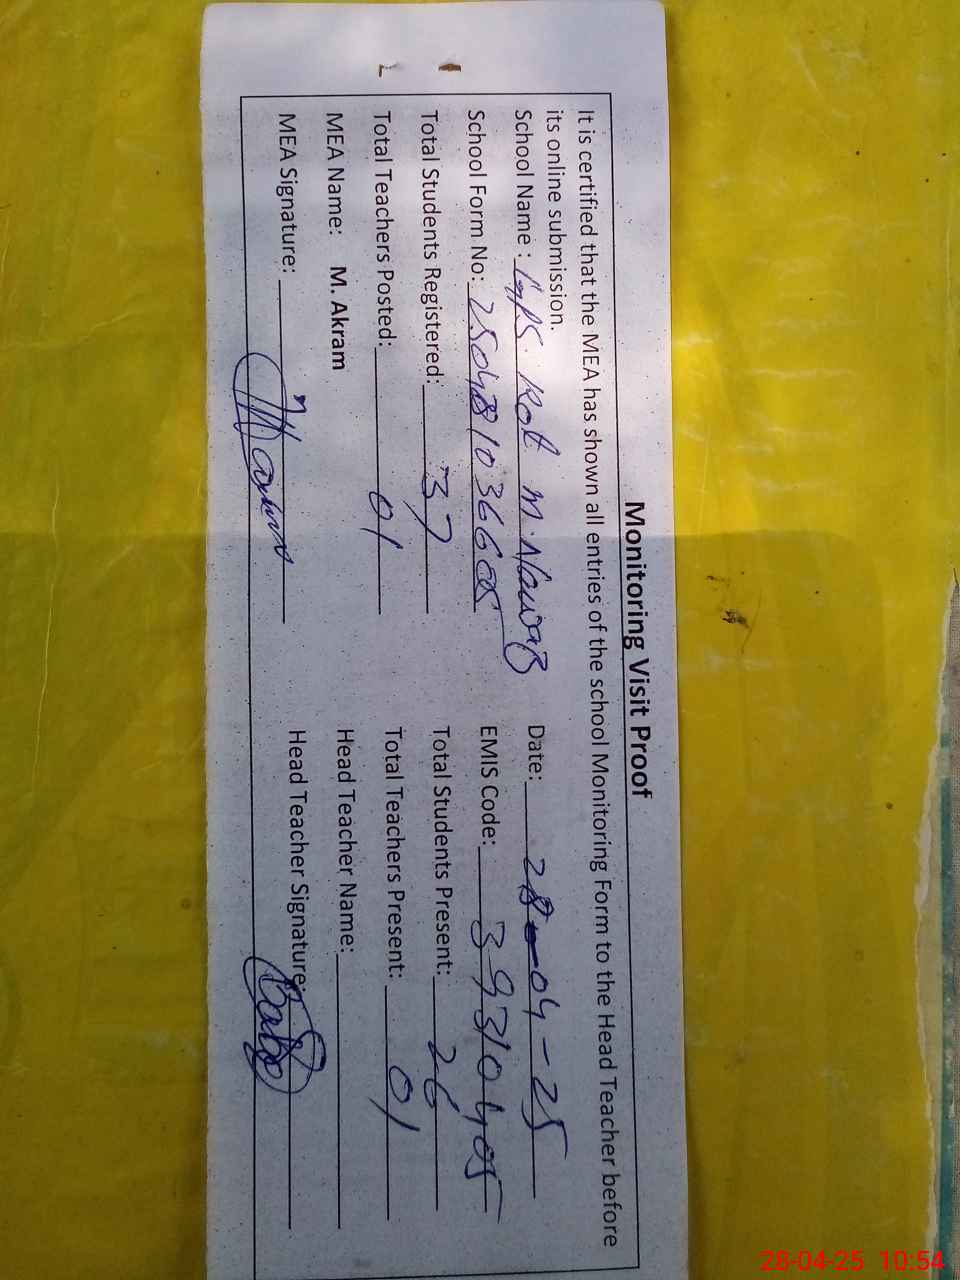 Monitoring Visit Proof
It is certified that the MEA has shown all entries of the school Monitoring Form to the Head Teacher before
its online submission.
School Name : GPS Kot M. Nawaz Date: 28-04-25
School Form No: EMIS Code: 39310405
Total Students Registered: 37 Total Students Present: 26
Total Teachers Posted: 01 Total Teachers Present: 01
MEA Name: M. Akram Head Teacher Name:
MEA Signature: Head Teacher Signature:
28-04-25 10:54